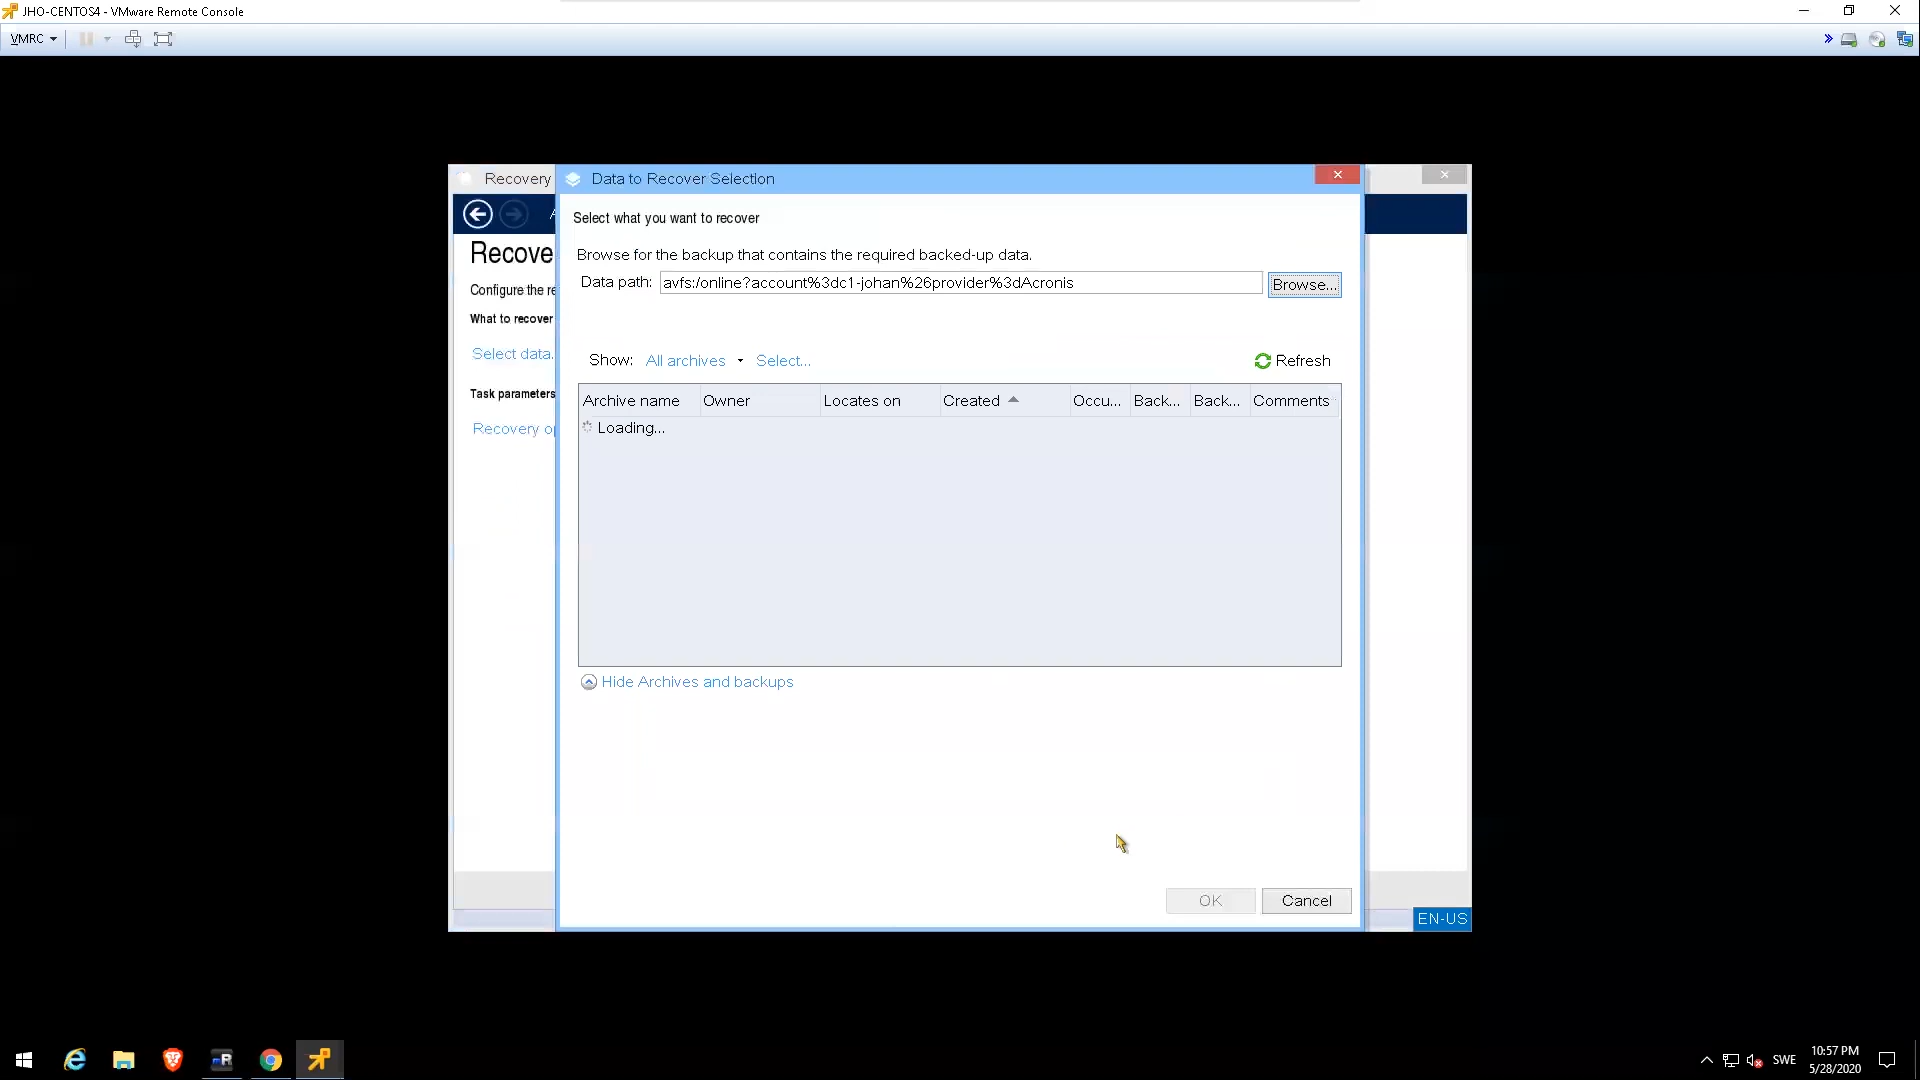 JHO-CENTOS4 - VMware Remote Console
VMRC
Recovery
Data to Recover Selection
A
Select what you want to recover
Recove
Browse for the backup that contains the required backed-up data.
Configure the re
Data path: avfs:/online?account%3dc1-johan%26provider%3dAcronis Browse...
What to recover
Select data.
Show: All archives Select... Refresh
Task parameters
Archive name Owner Locates on Created Occu... Back... Back... Comments
Recovery op
Loading...
Hide Archives and backups
OK Cancel
EN-US
SWE
10:57 PM
5/28/2020